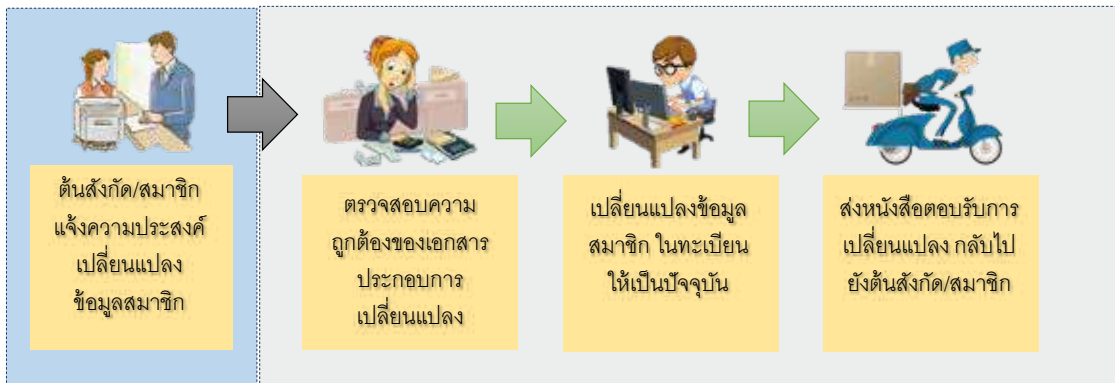 ต้นสังกัด/สมาชิก
แจ้งความประสงค์
เปลี่ยนแปลง
ข้อมูลสมาชิก
ตรวจสอบความ
ถูกต้องของเอกสาร
ประกอบการ
เปลี่ยนแปลง
เปลี่ยนแปลงข้อมูล
สมาชิก ในทะเบียน
ให้เป็นปัจจุบัน
ส่งหนังสือตอบรับการ
เปลี่ยนแปลง กลับไป
ยังต้นสังกัด/สมาชิก